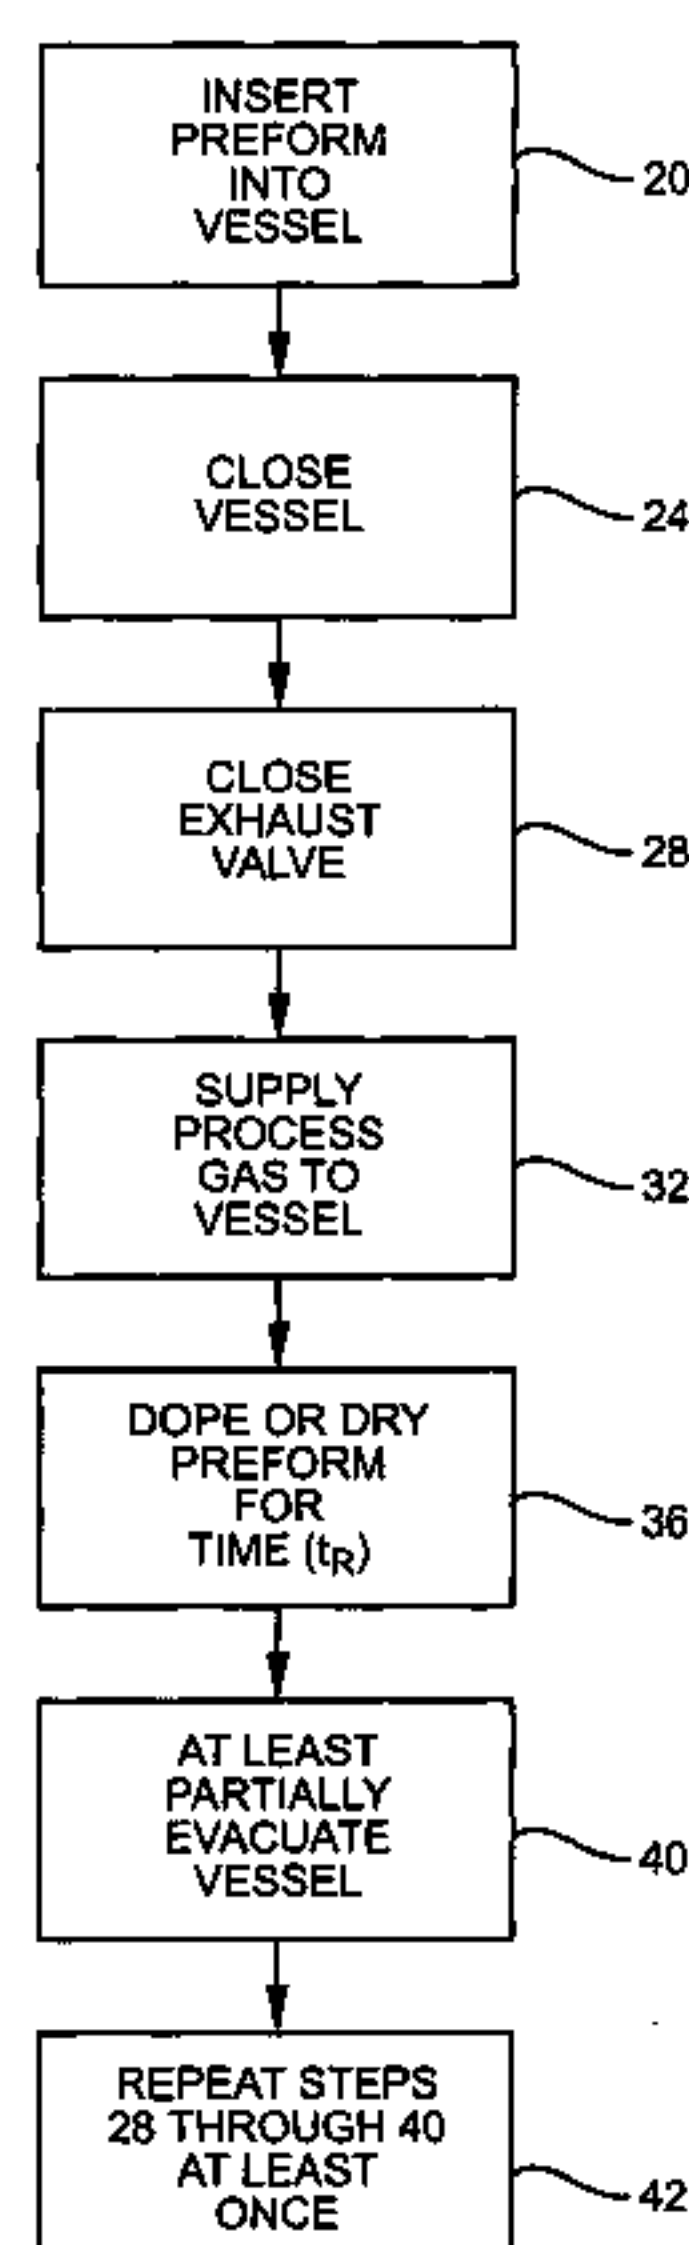 INSERT
PREFORM
INTO
VESSEL
20
CLOSE
VESSEL
24
CLOSE
EXHAUST
VALVE
28
SUPPLY
PROCESS
GAS TO
VESSEL
32
DOPE OR DRY
PREFORM
FOR
TIME (tR)
36
AT LEAST
PARTIALLY
EVACUATE
VESSEL
40
REPEAT STEPS
28 THROUGH 40
AT LEAST
ONCE
42